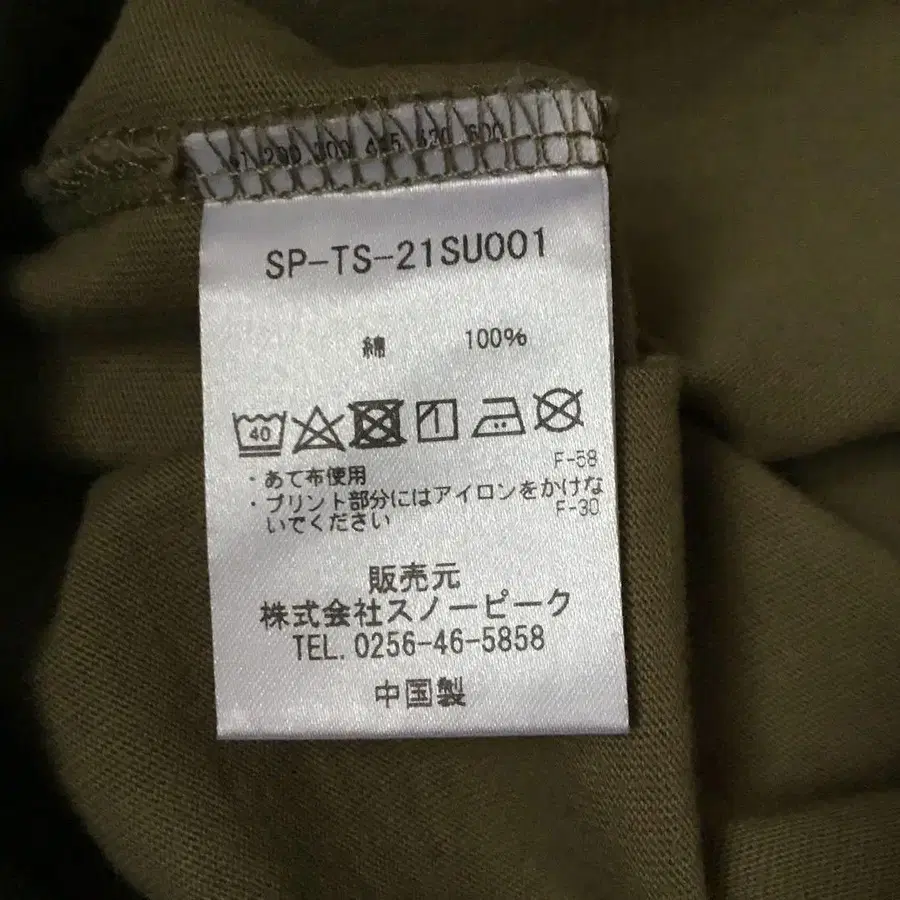 SP-TS-21SU001
綿 100%
40
・あて布使用 F-58
・プリント部分にはアイロンをかけな
いでください F-30
販売元
株式会社スノーピーク
TEL. 0256-46-5858
中国製